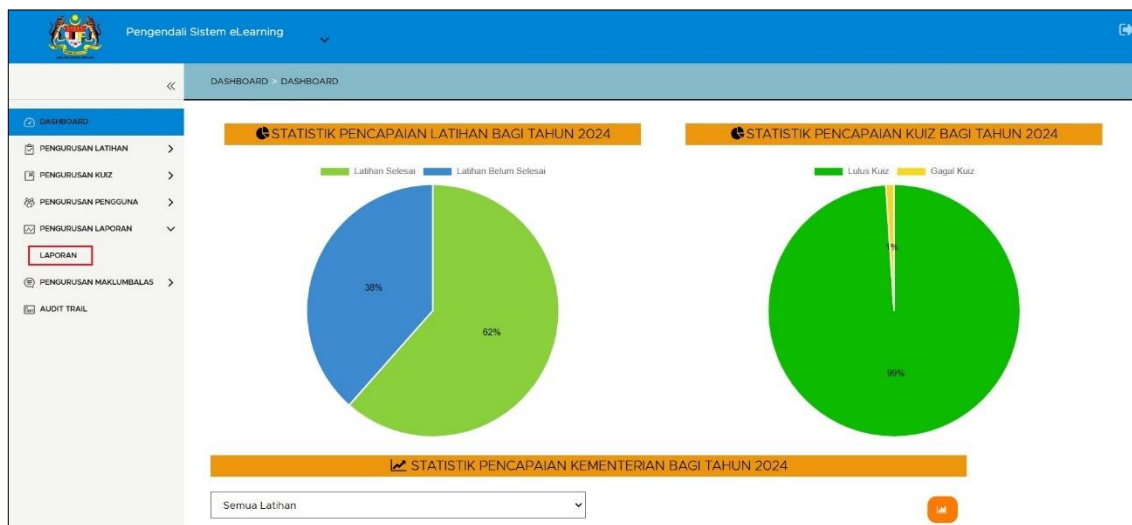 Pengendali Sistem eLearning
DASHBOARD > DASHBOARD
DASHBOARD
PENGURUSAN LATIHAN
PENGURUSAN KUIZ
PENGURUSAN PENGGUNA
PENGURUSAN LAPORAN
LAPORAN
PENGURUSAN MAKLUMBALAS
AUDIT TRAIL
STATISTIK PENCAPAIAN LATIHAN BAGI TAHUN 2024
Latihan Selesai Latihan Belum Selesai
38%
62%
STATISTIK PENCAPAIAN KUIZ BAGI TAHUN 2024
Lulus Kuiz Gagal Kuiz
1%
99%
STATISTIK PENCAPAIAN KEMENTERIAN BAGI TAHUN 2024
Semua Latihan